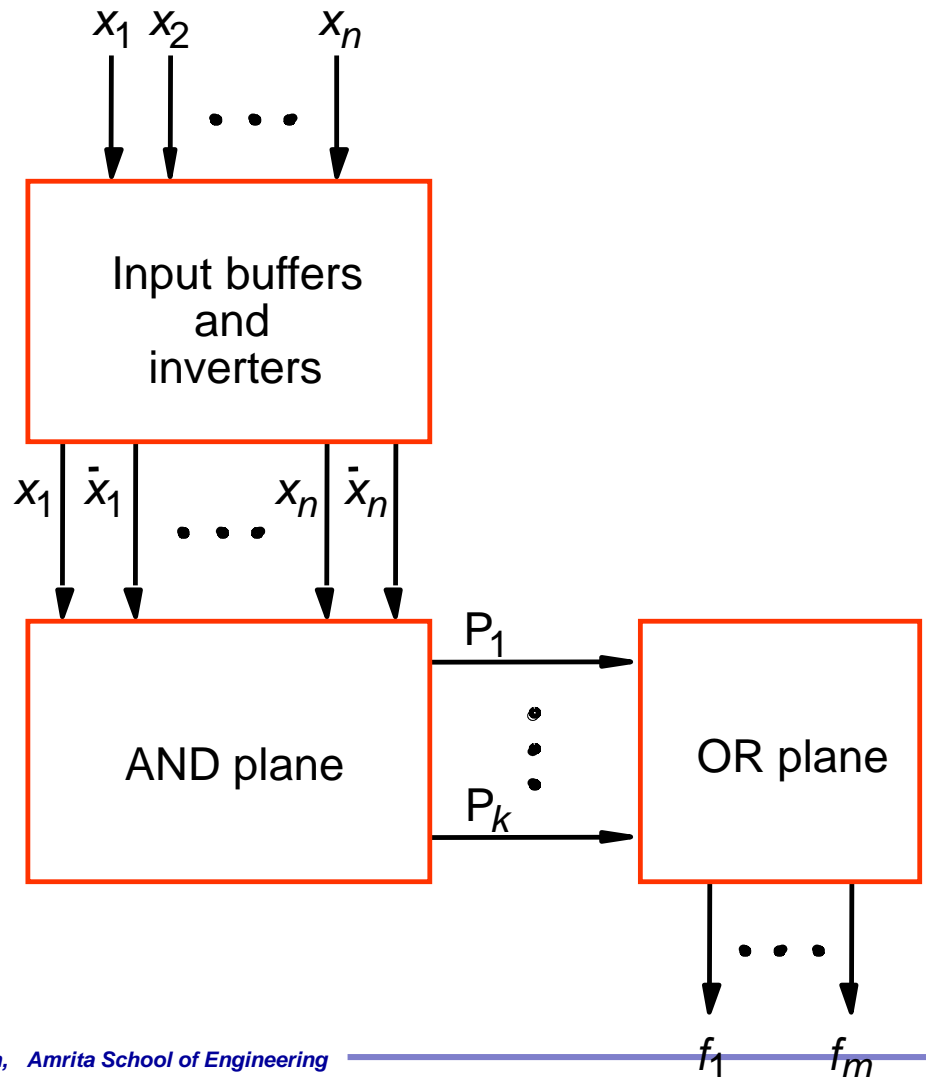 x₁ x₂ • • • xₙ
Input buffers
and
inverters
x₁ x̄₁ • • • xₙ x̄ₙ
P₁
AND plane
OR plane
Pₖ
• • •
Amrita School of Engineering
f₁ fₘ